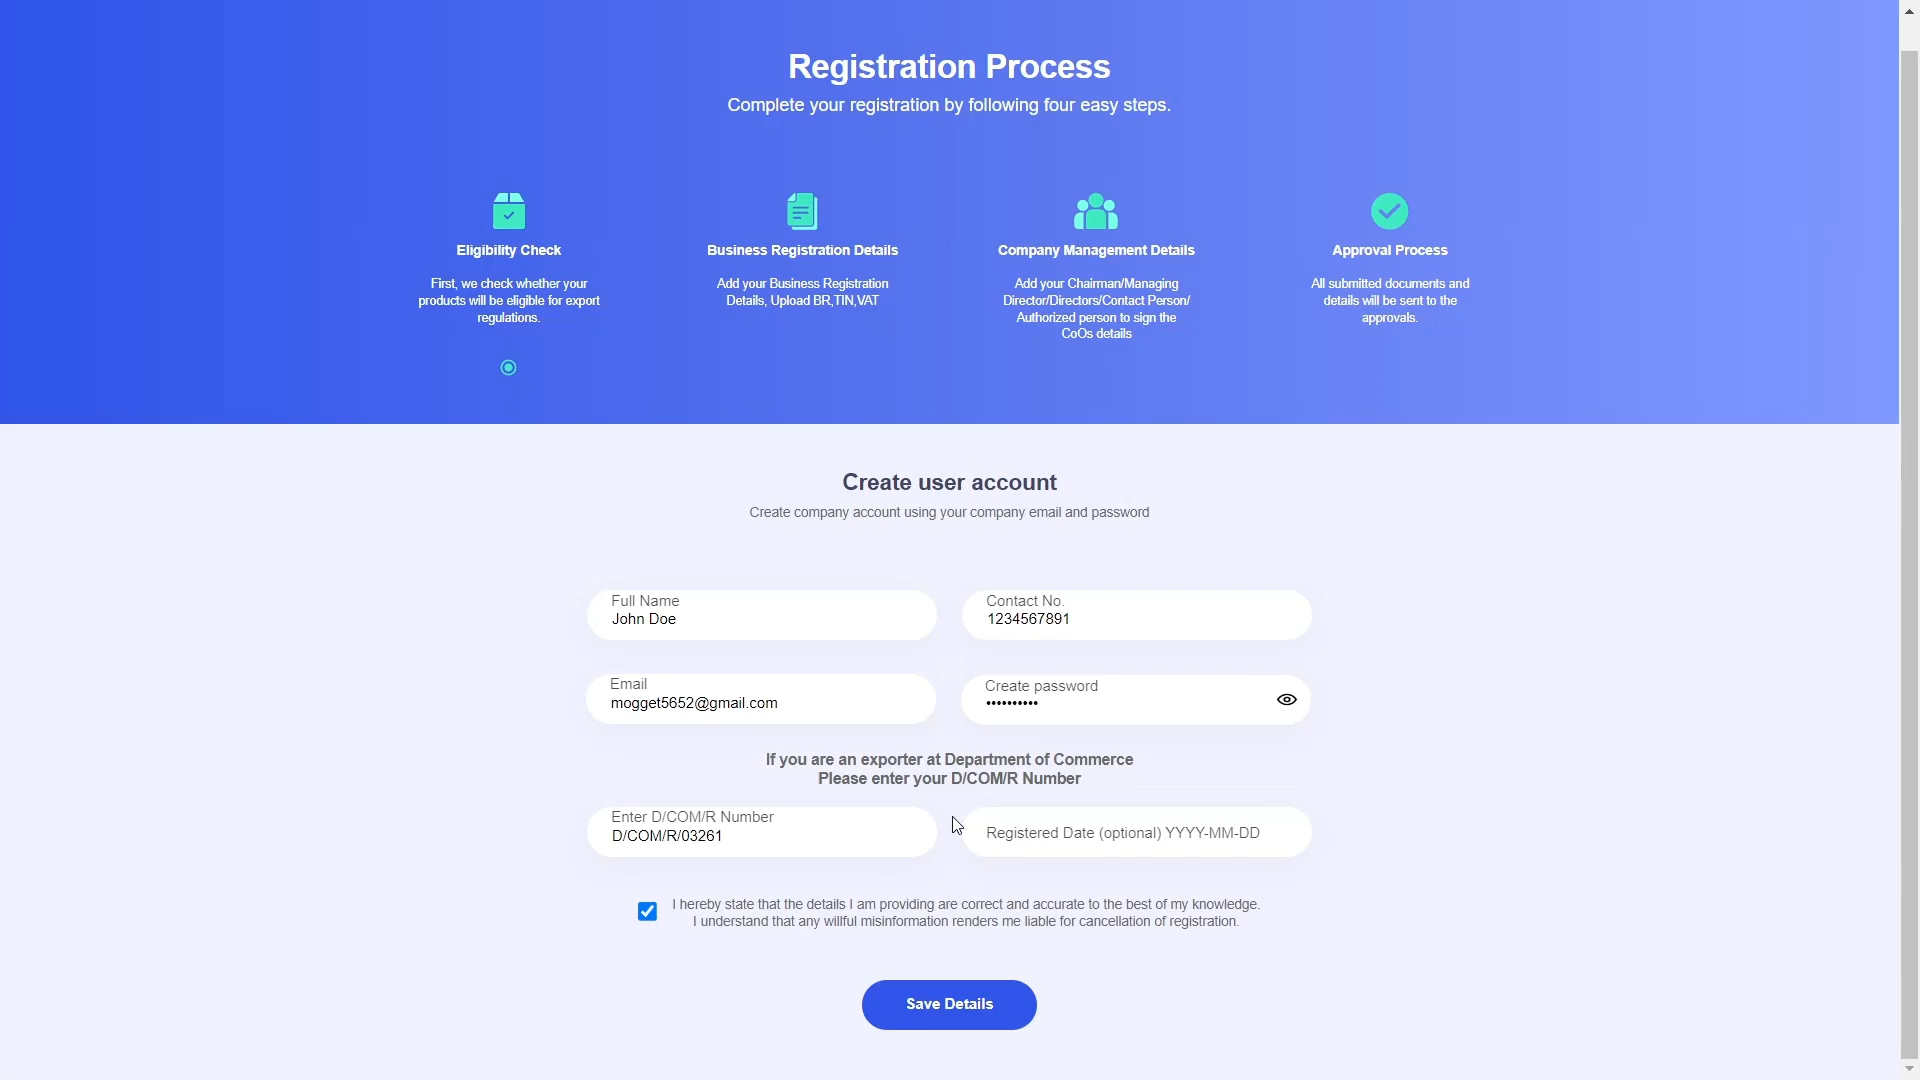 Registration Process
Complete your registration by following four easy steps.
Eligibility Check
First, we check whether your
products will be eligible for export
regulations.
Business Registration Details
Add your Business Registration
Details, Upload BR,TIN,VAT
Company Management Details
Add your Chairman/Managing
Director/Directors/Contact Person/
Authorized person to sign the
CoOs details
Approval Process
All submitted documents and
details will be sent to the
approvals.
Create user account
Create company account using your company email and password
Full Name
John Doe
Contact No.
1234567891
Email
mogget5652@gmail.com
Create password
••••••••••
If you are an exporter at Department of Commerce
Please enter your D/COM/R Number
Enter D/COM/R Number
D/COM/R/03261
Registered Date (optional) YYYY-MM-DD
I hereby state that the details I am providing are correct and accurate to the best of my knowledge.
I understand that any willful misinformation renders me liable for cancellation of registration.
Save Details